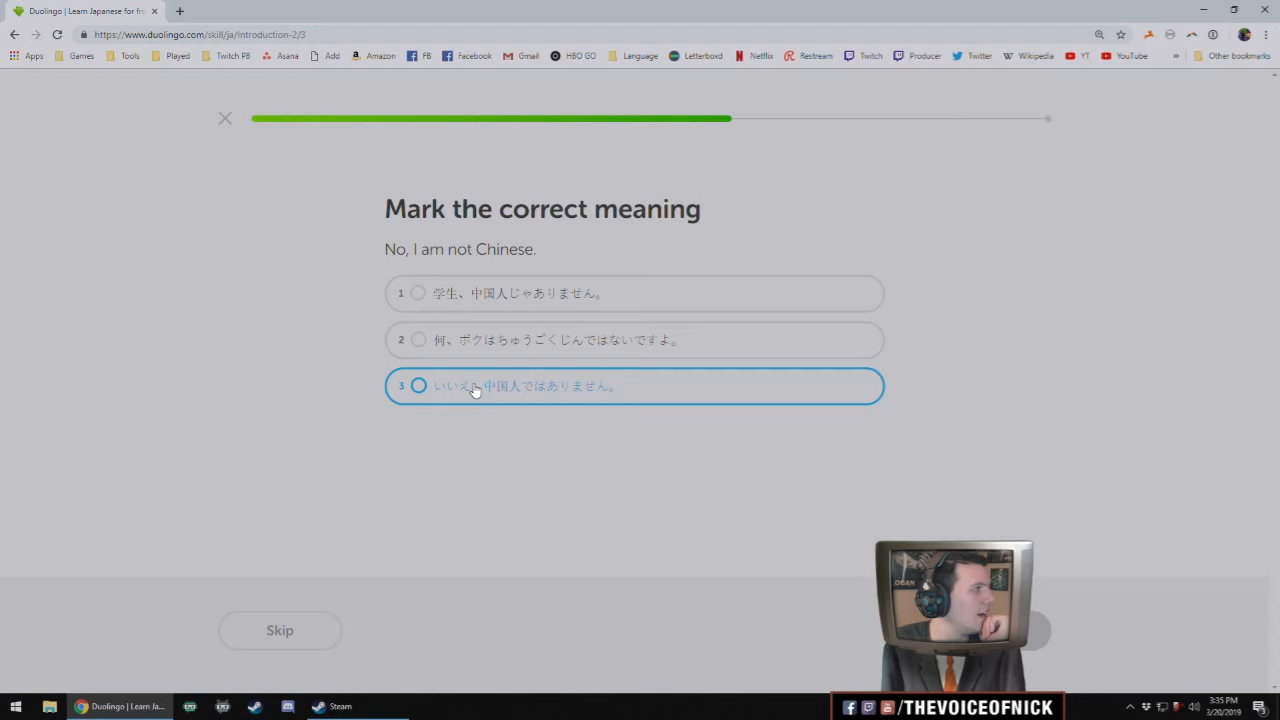 Duolingo | Learn Japanese for fre
https://www.duolingo.com/skill/ja/Introduction-2/3
Apps Games Tools Played Twitch PB Asana Add Amazon FB Facebook Gmail HBO GO Language Letterboxd Netflix Restream Twitch Producer Twitter Wikipedia YT YouTube » Other bookmarks
Mark the correct meaning
No, I am not Chinese.
1 学生、中国人じゃありません。
2 何、ボクはちゅうごくじんではないですよ。
3 いいえ、中国人ではありません。
Skip
OGAN
/THEVOICEOFNICK
Duolingo | Learn Ja...
Steam
3:35 PM
3/20/2019